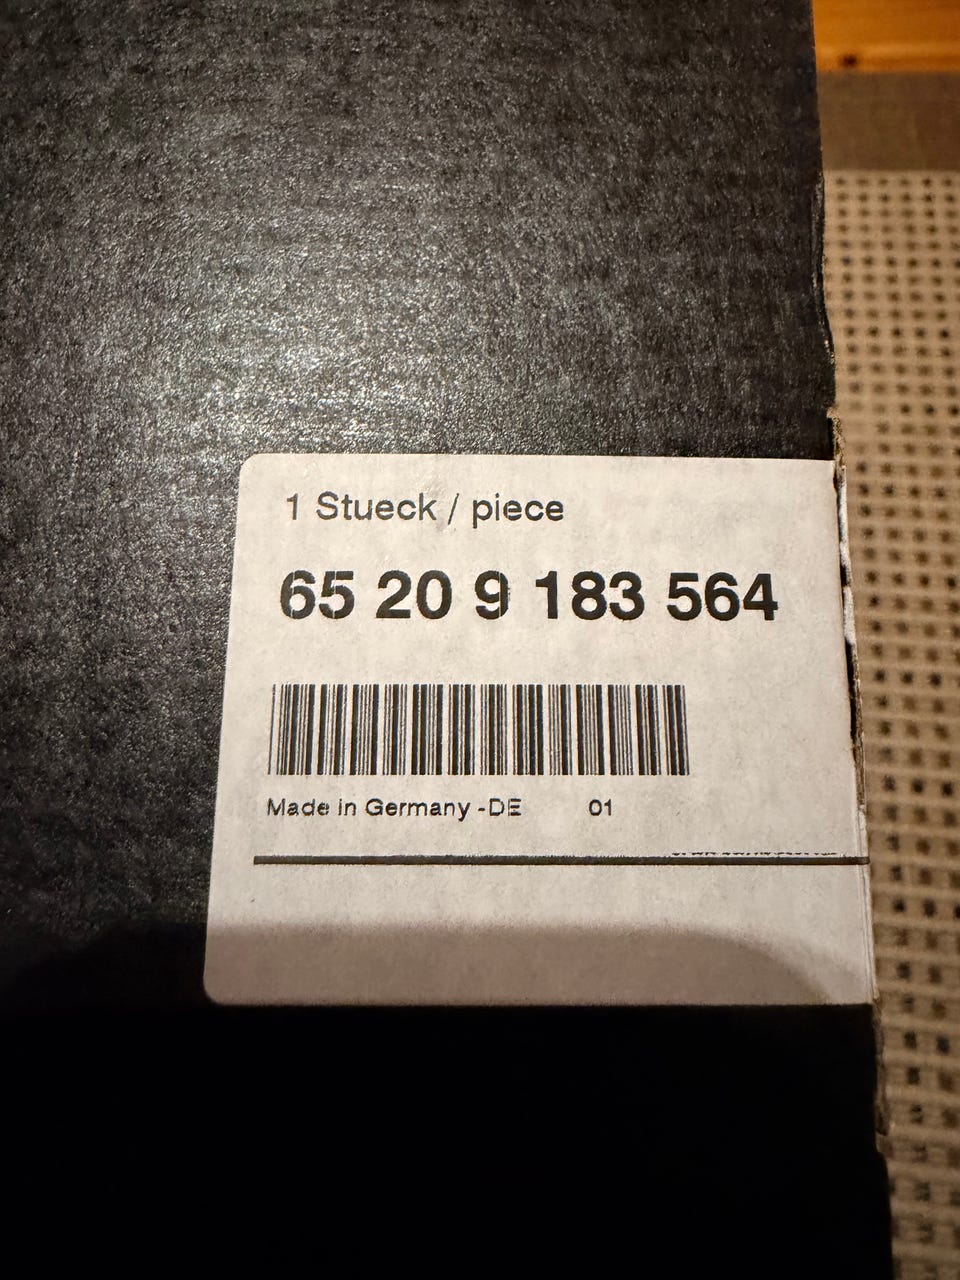 1 Stueck / piece
65 20 9 183 564
Made in Germany -DE 01